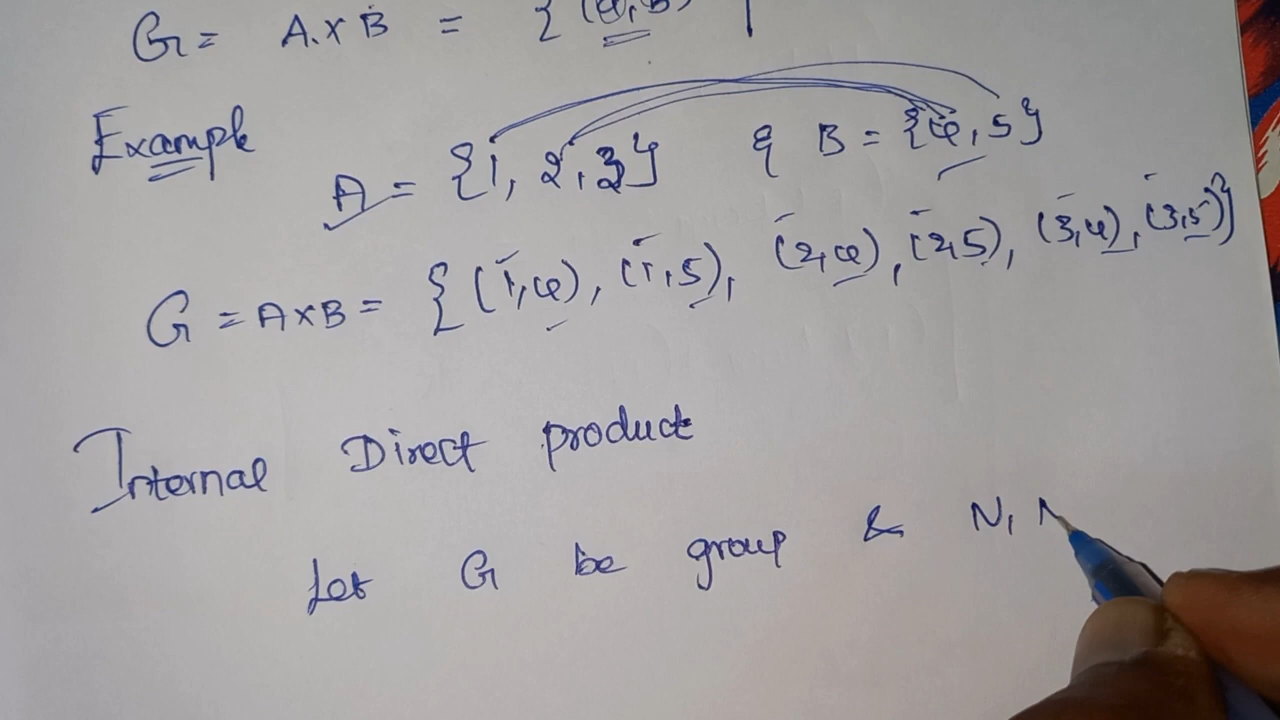 G = A × B = { (a, b) |
Example
A = {1, 2, 3} & B = {4, 5}
G = A×B = { (1,4), (1,5), (2,4), (2,5), (3,4), (3,5)}
Internal Direct product
Let G be group & N, N